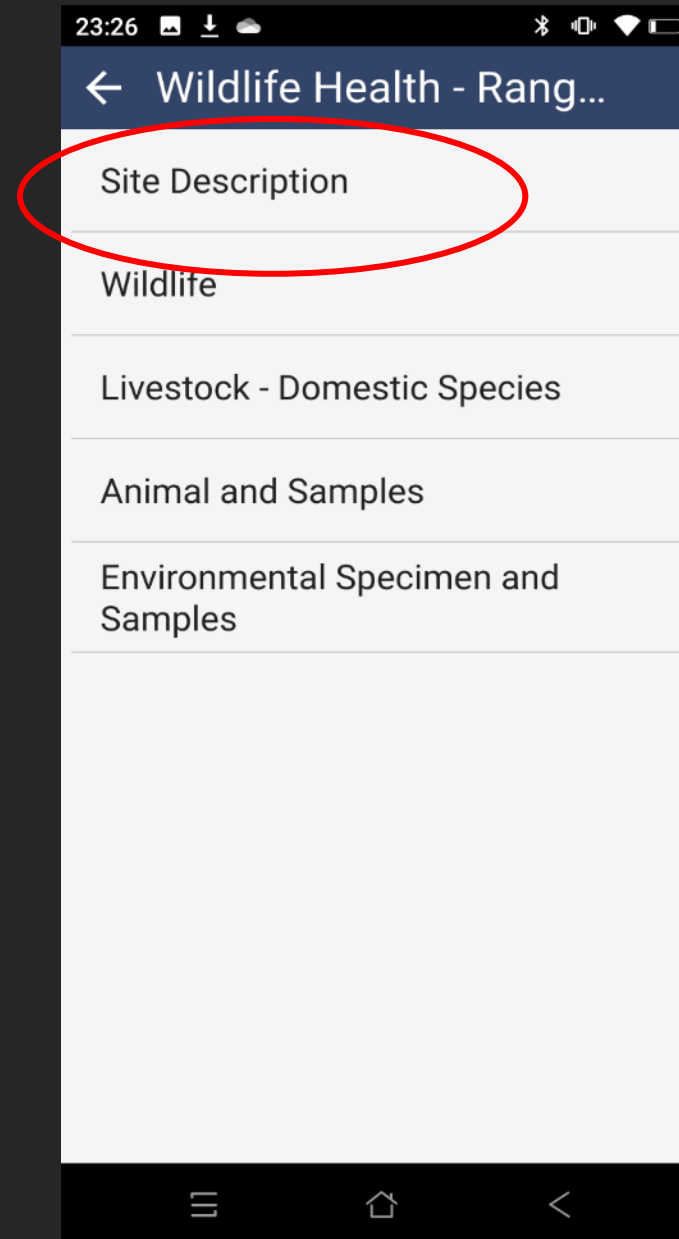 23:26
Wildlife Health - Rang...
Site Description
Wildlife
Livestock - Domestic Species
Animal and Samples
Environmental Specimen and
Samples